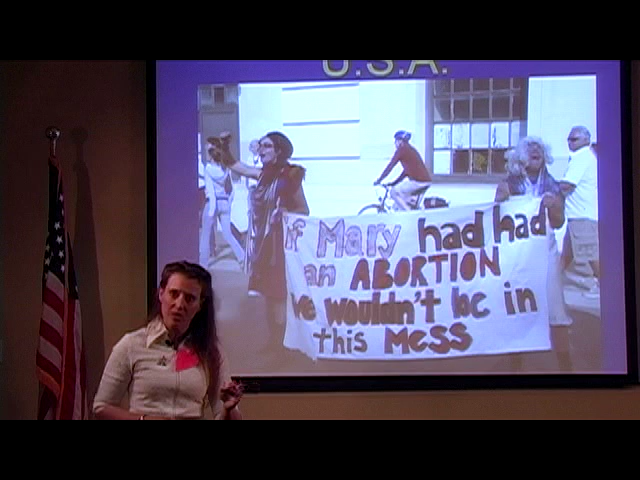 U.S.A.
if Mary had had
an ABORTION
we wouldn't be in
this Mess